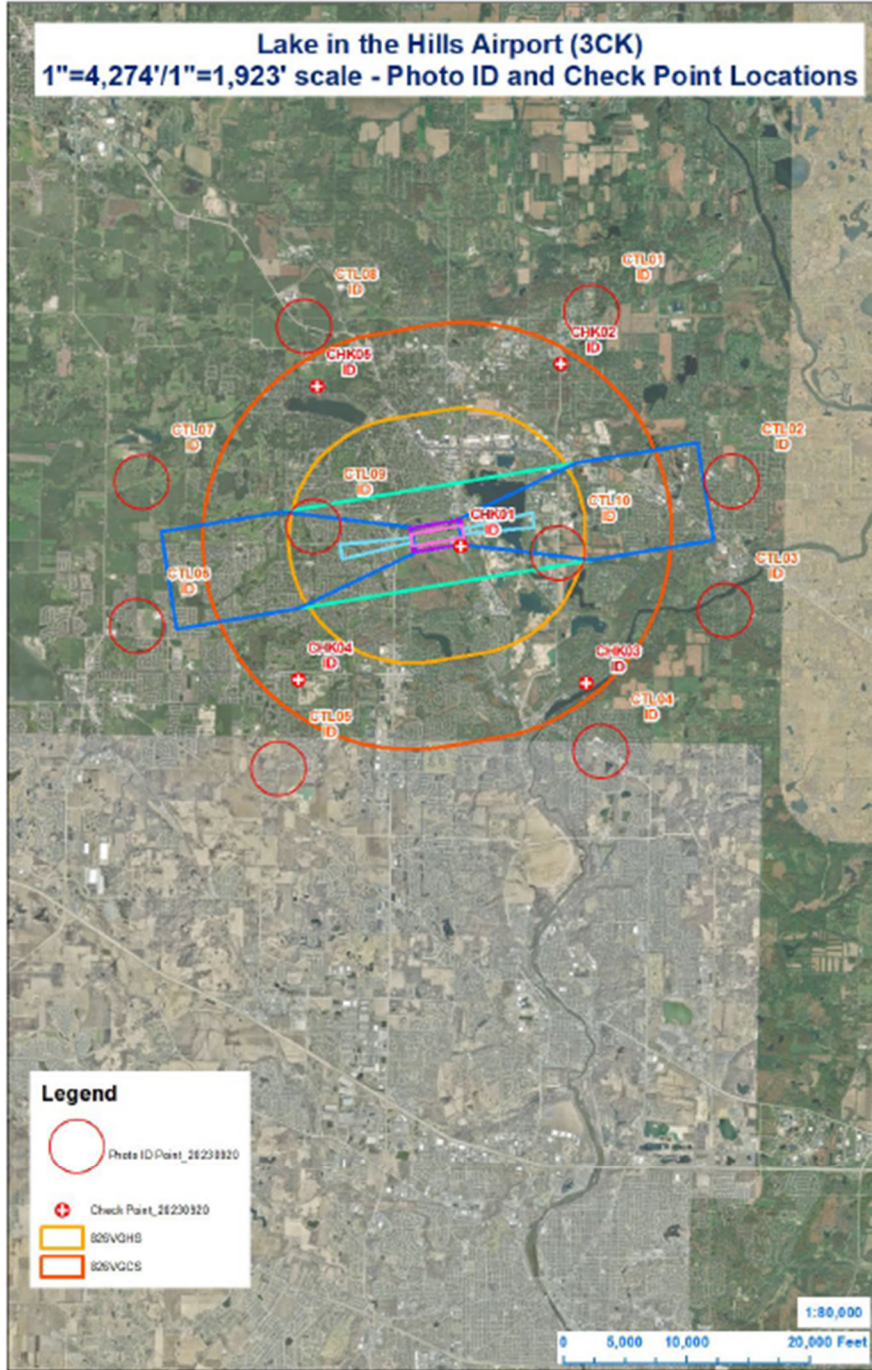 Lake in the Hills Airport (3CK)
1"=4,274'/1"=1,923' scale - Photo ID and Check Point Locations
CTL08
ID
CTL01
ID
CHK02
ID
CHK05
ID
CTL07
ID
CTL02
ID
CTL09
ID
CTL10
ID
CHK01
ID
CTL03
ID
CTL06
ID
CHK04
ID
CHK03
ID
CTL04
ID
CTL05
ID
Legend
Photo ID Point_20230920
Check Point_20230920
825VGHS
825VGCS
1:80,000
0 5,000 10,000 20,000 Feet